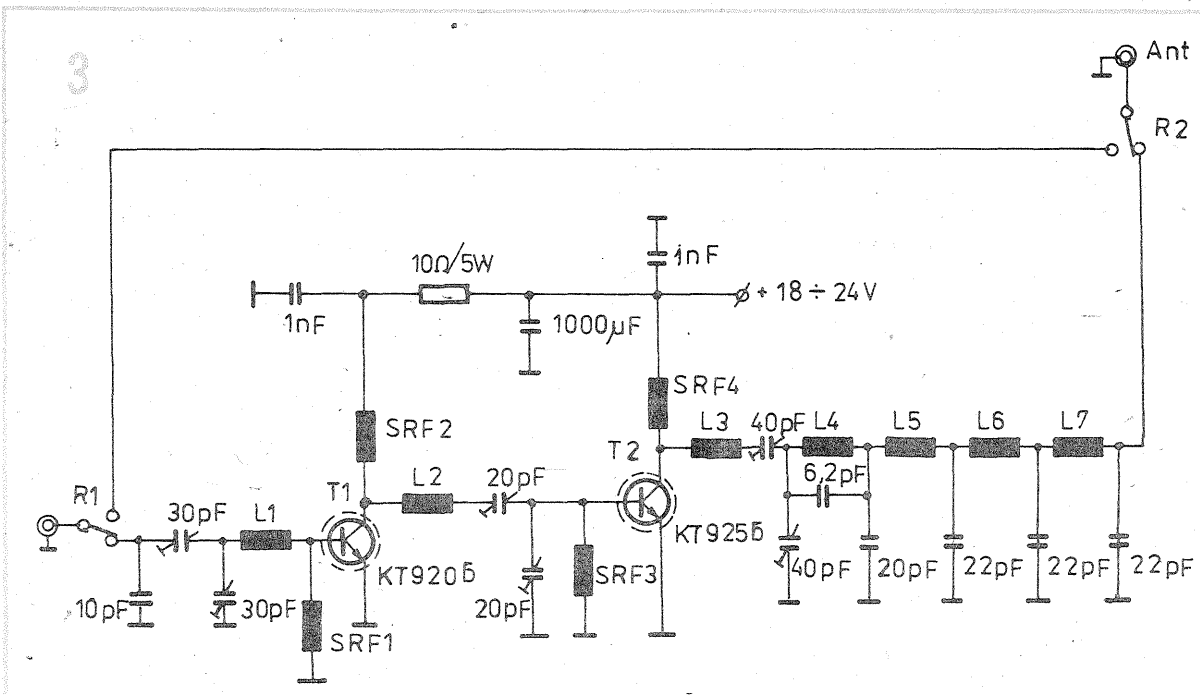 3
Ant
R2
1nF
10Ω/5W
+ 18 ÷ 24V
1nF
1000µF
SRF4
SRF2
L3
40pF
L4
L5
L6
L7
T2
6,2pF
R1
T1
L2
20pF
30pF
L1
KT925б
KT920б
SRF3
40pF
20pF
22pF
22pF
22pF
10pF
30pF
20pF
SRF1